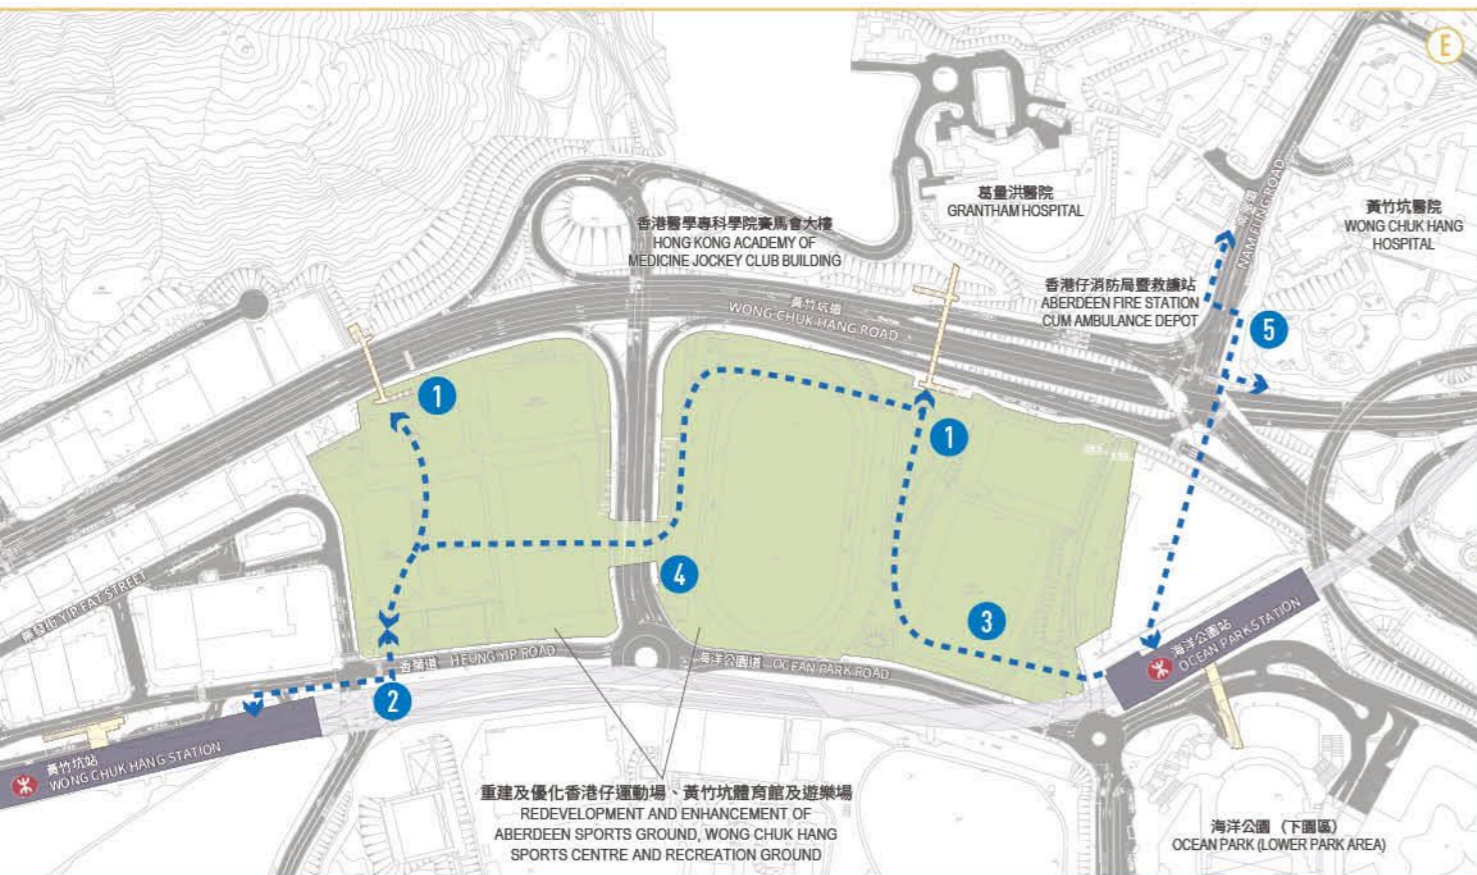 E
葛量洪醫院
GRANTHAM HOSPITAL
黃竹坑醫院
WONG CHUK HANG
HOSPITAL
NAM FUNG ROAD
香港醫學專科學院賽馬會大樓
HONG KONG ACADEMY OF
MEDICINE JOCKEY CLUB BUILDING
香港仔消防局暨救護站
ABERDEEN FIRE STATION
CUM AMBULANCE DEPOT
黃竹坑道
WONG CHUK HANG ROAD
5
1
1
4
3
2
業發街 YIP FAT STREET
香葉道 HEUNG YIP ROAD
海洋公園道 OCEAN PARK ROAD
海洋公園站
OCEAN PARK STATION
黃竹坑站
WONG CHUK HANG STATION
重建及優化香港仔運動場、黃竹坑體育館及遊樂場
REDEVELOPMENT AND ENHANCEMENT OF
ABERDEEN SPORTS GROUND, WONG CHUK HANG
SPORTS CENTRE AND RECREATION GROUND
海洋公園 (下園區)
OCEAN PARK (LOWER PARK AREA)